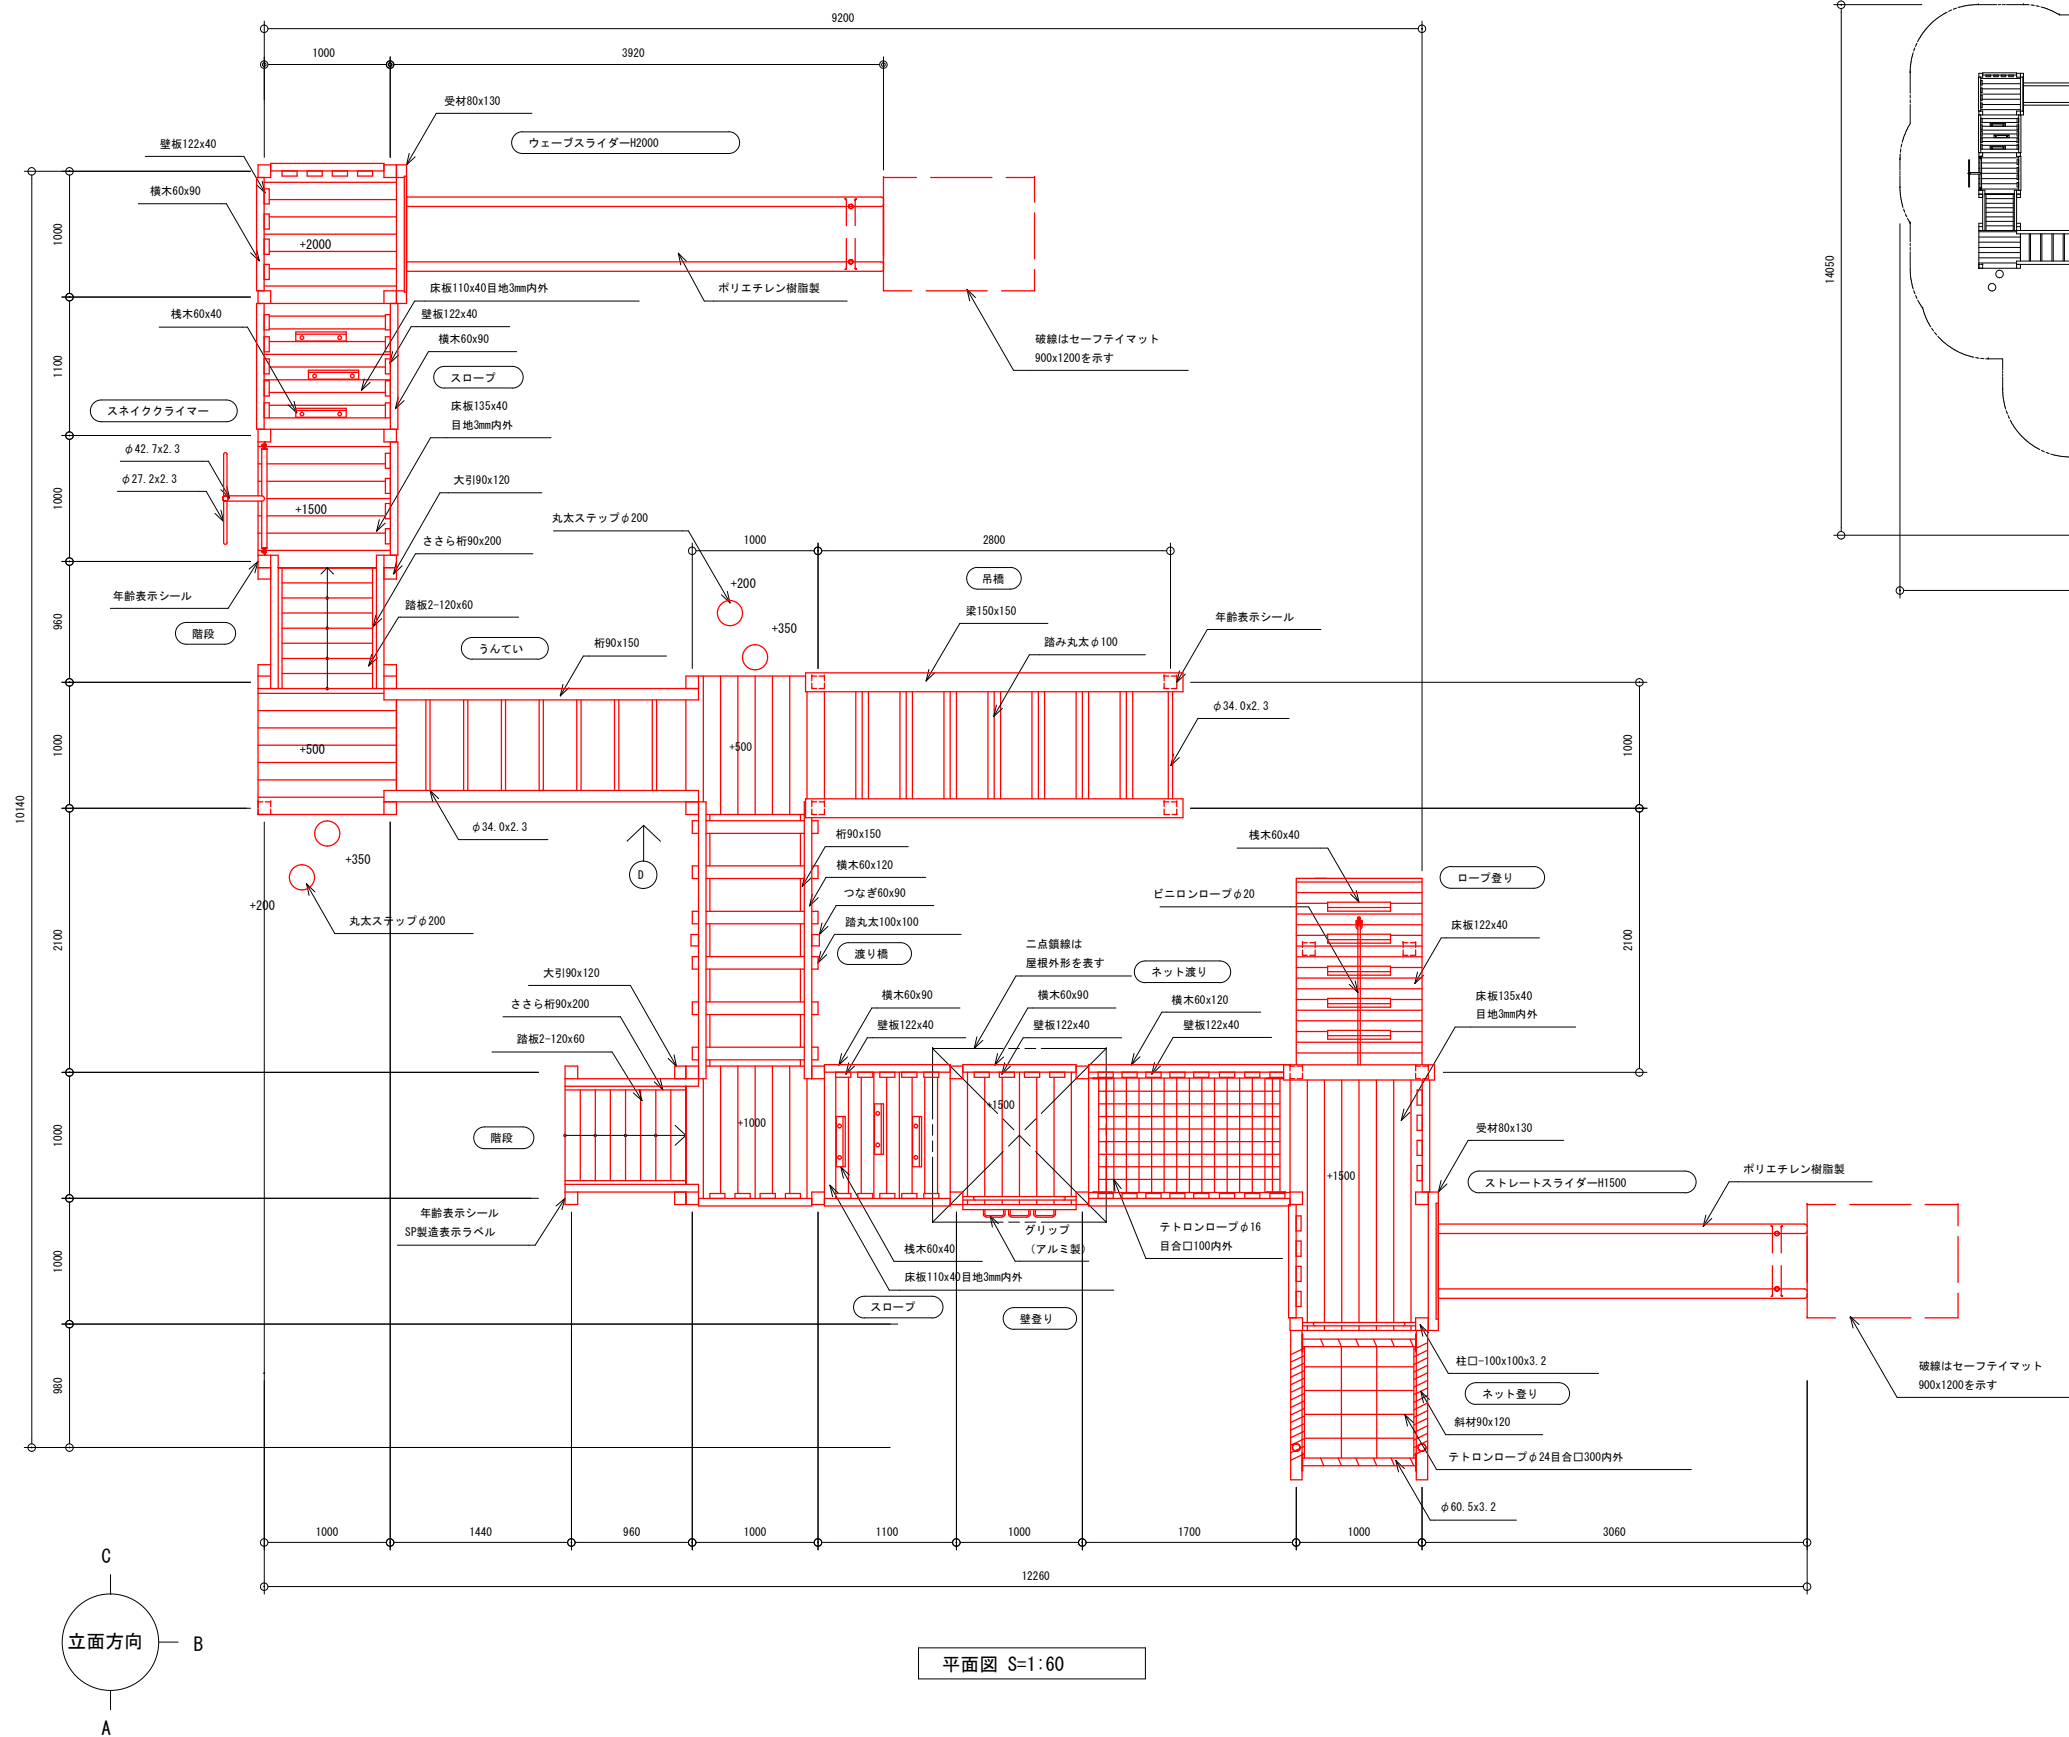 9200
1000
3920
受材80x130
ウェーブスライダーH2000
壁板122x40
横木60x90
1000
+2000
床板110x40目地3mm内外
ポリエチレン樹脂製
14050
桟木60x40
壁板122x40
横木60x90
破線はセーフテイマット
900x1200を示す
1100
スロープ
スネイククライマー
床板135x40
目地3mm内外
φ42.7x2.3
φ27.2x2.3
大引90x120
1000
+1500
丸太ステップφ200
1000
2800
ささら桁90x200
吊橋
+200
年齢表示シール
踏板2-120x60
梁150x150
年齢表示シール
960
階段
+350
うんてい
桁90x150
踏み丸太φ100
φ34.0x2.3
1000
+500
+500
1000
10140
φ34.0x2.3
桁90x150
桟木60x40
+350
D
横木60x120
ロープ登り
つなぎ60x90
ビニロンロープφ20
+200
丸太ステップφ200
踏丸太100x100
床板122x40
2100
渡り橋
二点鎖線は
屋根外形を表す
ネット渡り
2100
大引90x120
ささら桁90x200
横木60x90
横木60x90
横木60x120
床板135x40
目地3mm内外
踏板2-120x60
壁板122x40
壁板122x40
壁板122x40
+1500
1000
階段
+1000
受材80x130
+1500
ポリエチレン樹脂製
ストレートスライダーH1500
年齢表示シール
SP製造表示ラベル
グリップ
(アルミ製)
テトロンロープφ16
目合口100内外
1000
桟木60x40
床板110x40目地3mm内外
スロープ
壁登り
柱口-100x100x3.2
破線はセーフテイマット
900x1200を示す
980
ネット登り
斜材90x120
テトロンロープφ24目合口300内外
φ60.5x3.2
1000
1440
960
1000
1100
1000
1700
1000
3060
12260
C
立面方向
B
A
平面図 S=1:60